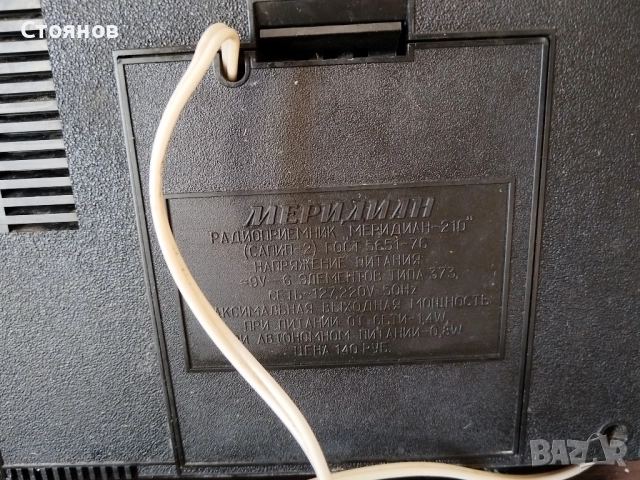 Стоянов
МЕРИДИАН
РАДИОПРИЕМНИК "МЕРИДИАН-210"
(САПИП-2) ГОСТ 5651-76
НАПРЯЖЕНИЕ ПИТАНИЯ
-9V-6 ЭЛЕМЕНТОВ ТИПА 373,
СЕТЬ-127,220V 50Hz
МАКСИМАЛЬНАЯ ВЫХОДНАЯ МОЩНОСТЬ
ПРИ ПИТАНИИ ОТ СЕТИ-1,4W
ПРИ АВТОНОМНОМ ПИТАНИИ-0,8W
ЦЕНА 140 РУБ.
BAZAR